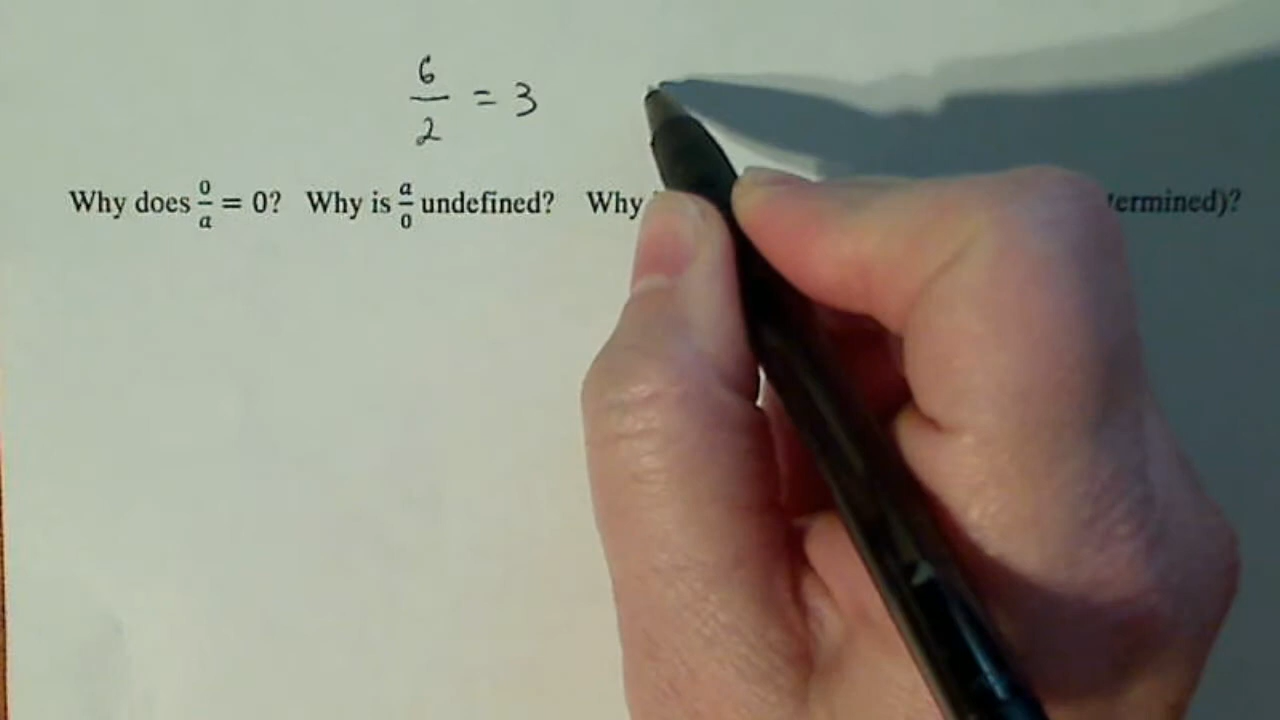 6/2 = 3
Why does 0/a = 0? Why is a/0 undefined? Why termined)?